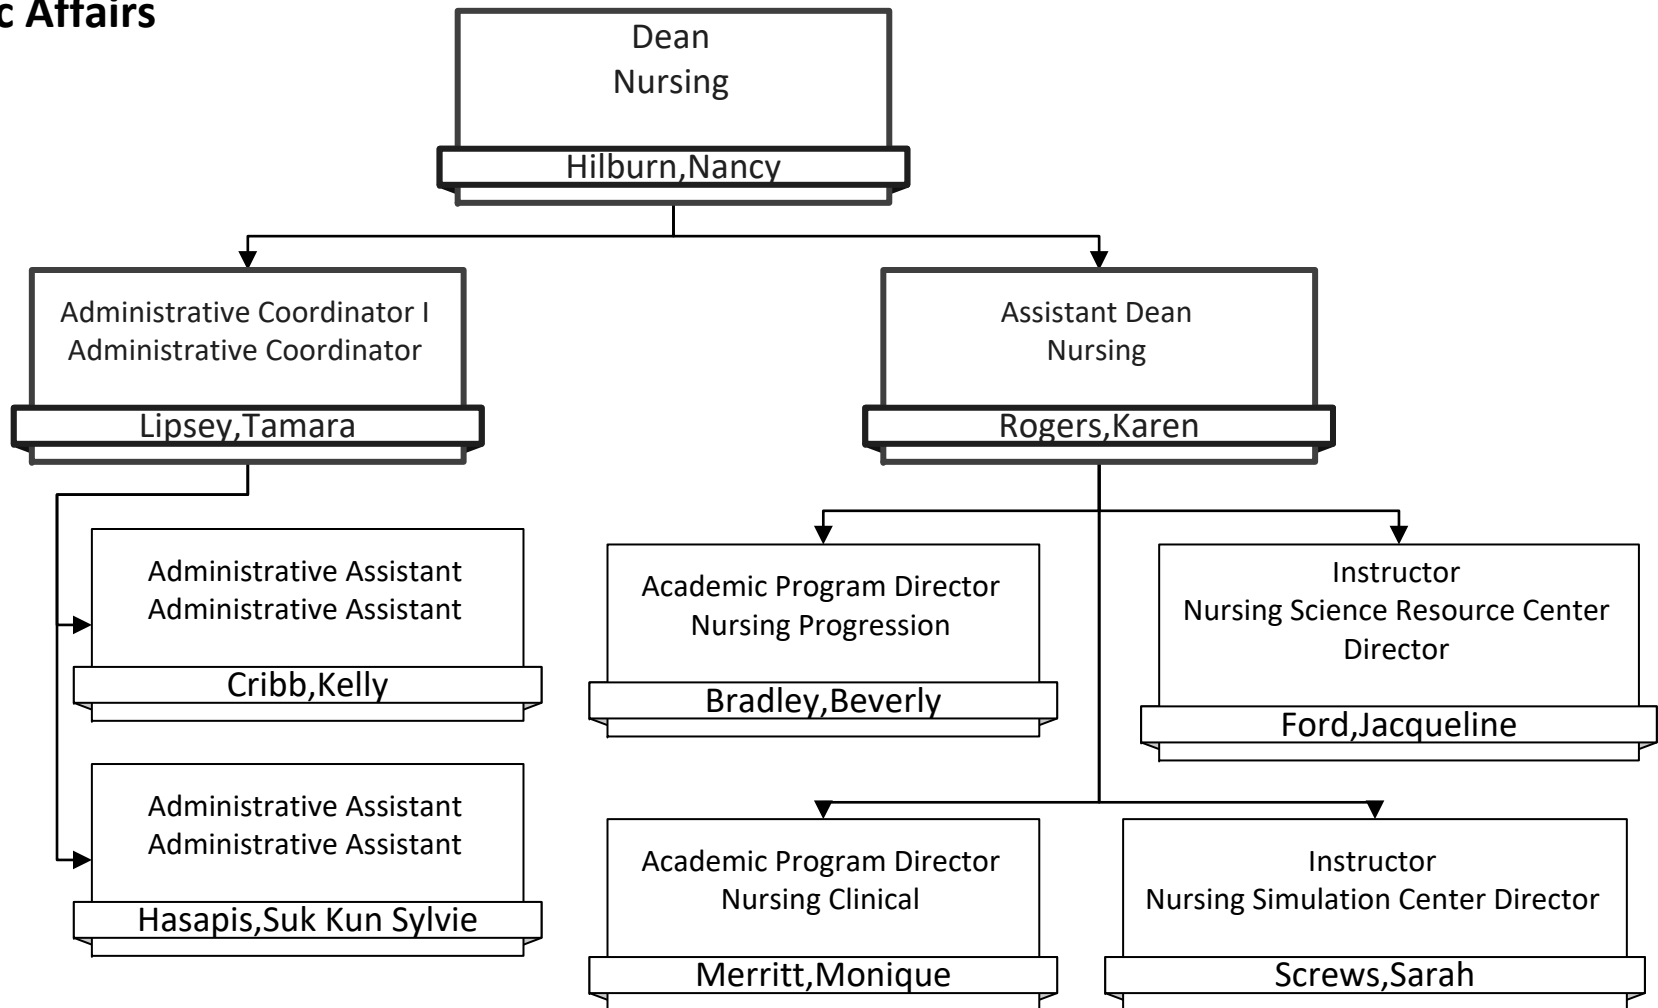 c Affairs
Dean
Nursing
Hilburn,Nancy
Administrative Coordinator I
Administrative Coordinator
Lipsey,Tamara
Assistant Dean
Nursing
Rogers,Karen
Administrative Assistant
Administrative Assistant
Cribb,Kelly
Academic Program Director
Nursing Progression
Bradley,Beverly
Instructor
Nursing Science Resource Center
Director
Ford,Jacqueline
Administrative Assistant
Administrative Assistant
Hasapis,Suk Kun Sylvie
Academic Program Director
Nursing Clinical
Merritt,Monique
Instructor
Nursing Simulation Center Director
Screws,Sarah